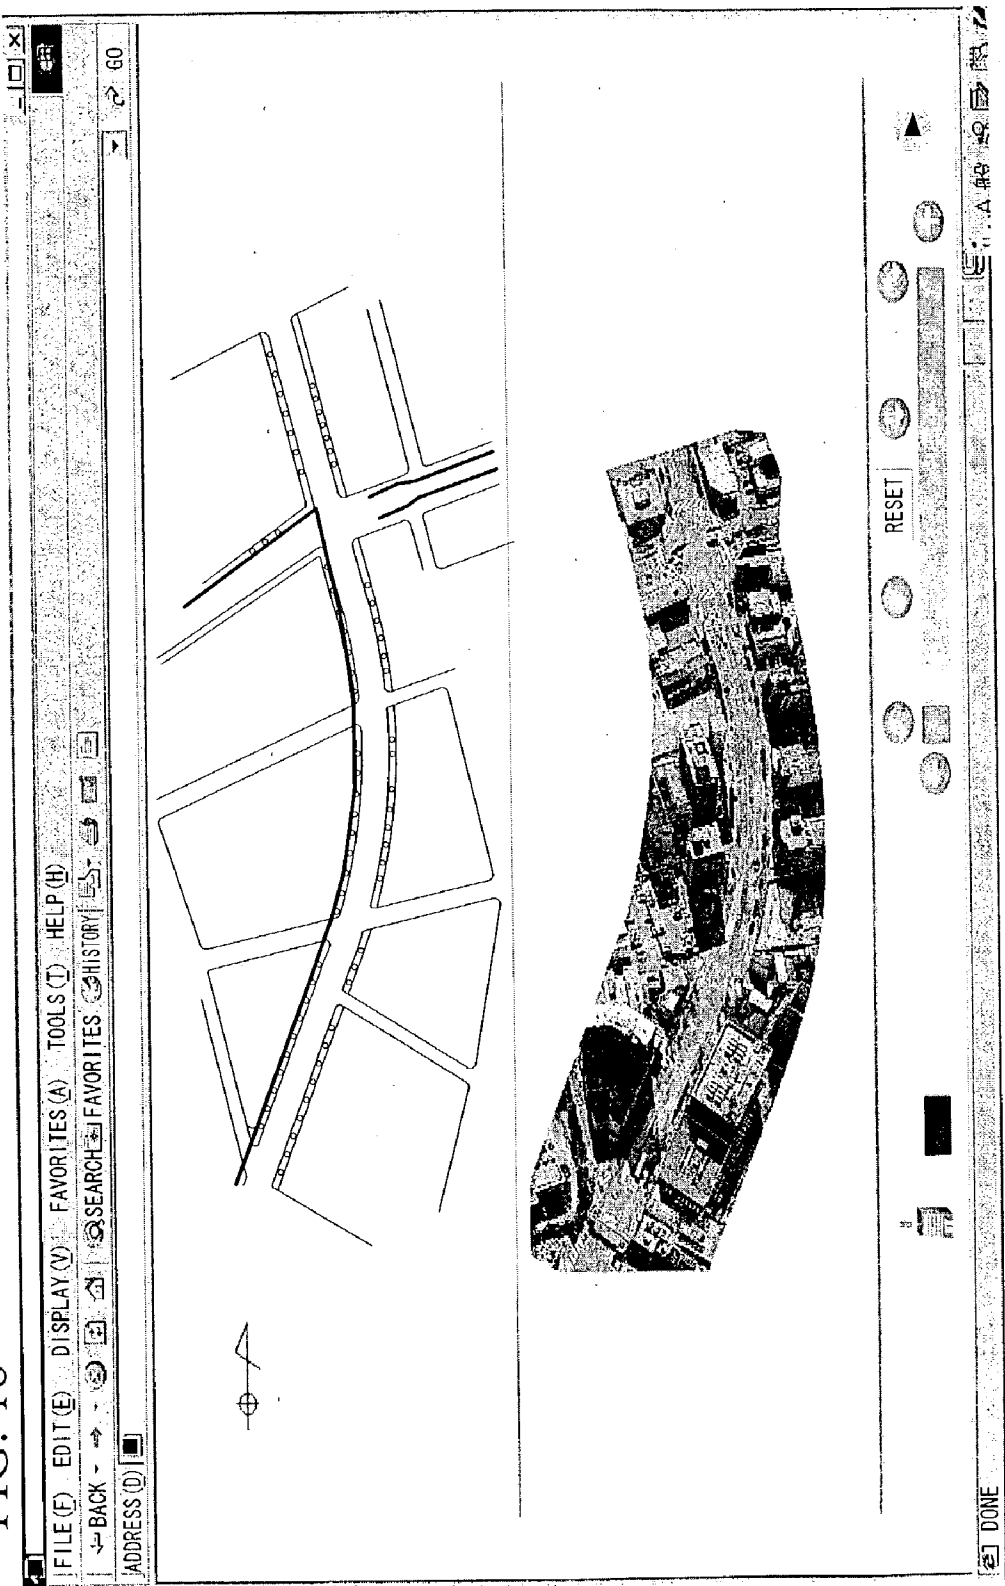 FILE(F) EDIT(E) DISPLAY(V) FAVORITES(A) TOOLS(T) HELP(H)
BACK SEARCH FAVORITES HISTORY
ADDRESS(D) GO
RESET
DONE